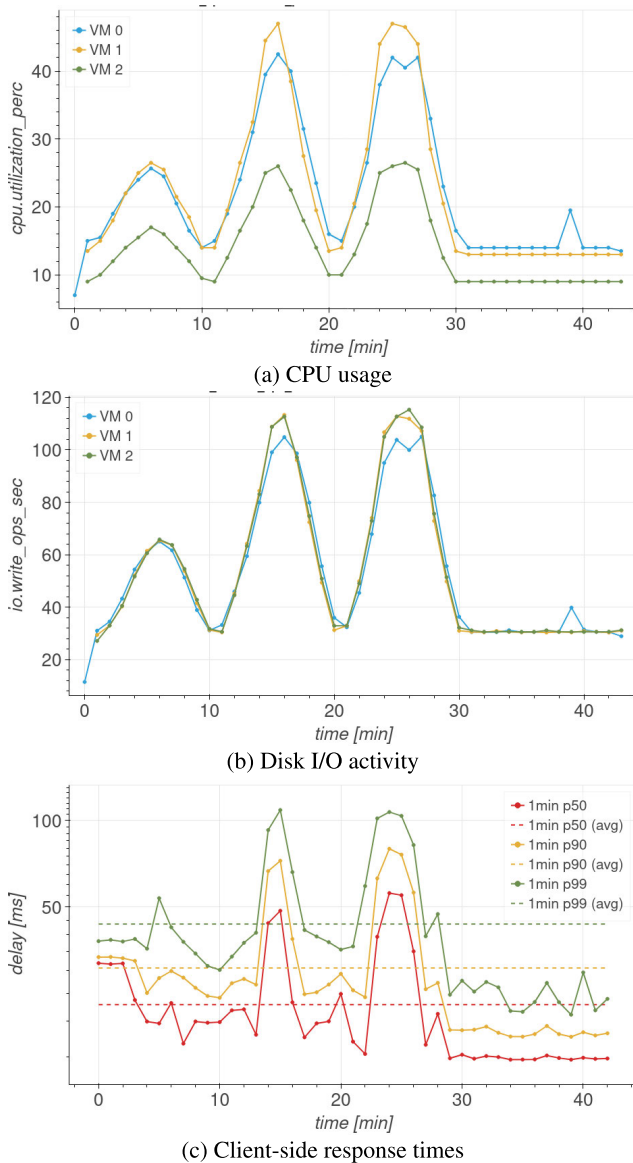 VM 0
VM 1
VM 2
cpu.utilization_perc
40
30
20
10
0
10
20
30
40
time [min]
(a) CPU usage
VM 0
VM 1
VM 2
io.write_ops_sec
120
100
80
60
40
20
0
10
20
30
40
time [min]
(b) Disk I/O activity
1min p50
1min p50 (avg)
1min p90
1min p90 (avg)
1min p99
1min p99 (avg)
delay [ms]
100
50
0
10
20
30
40
time [min]
(c) Client-side response times